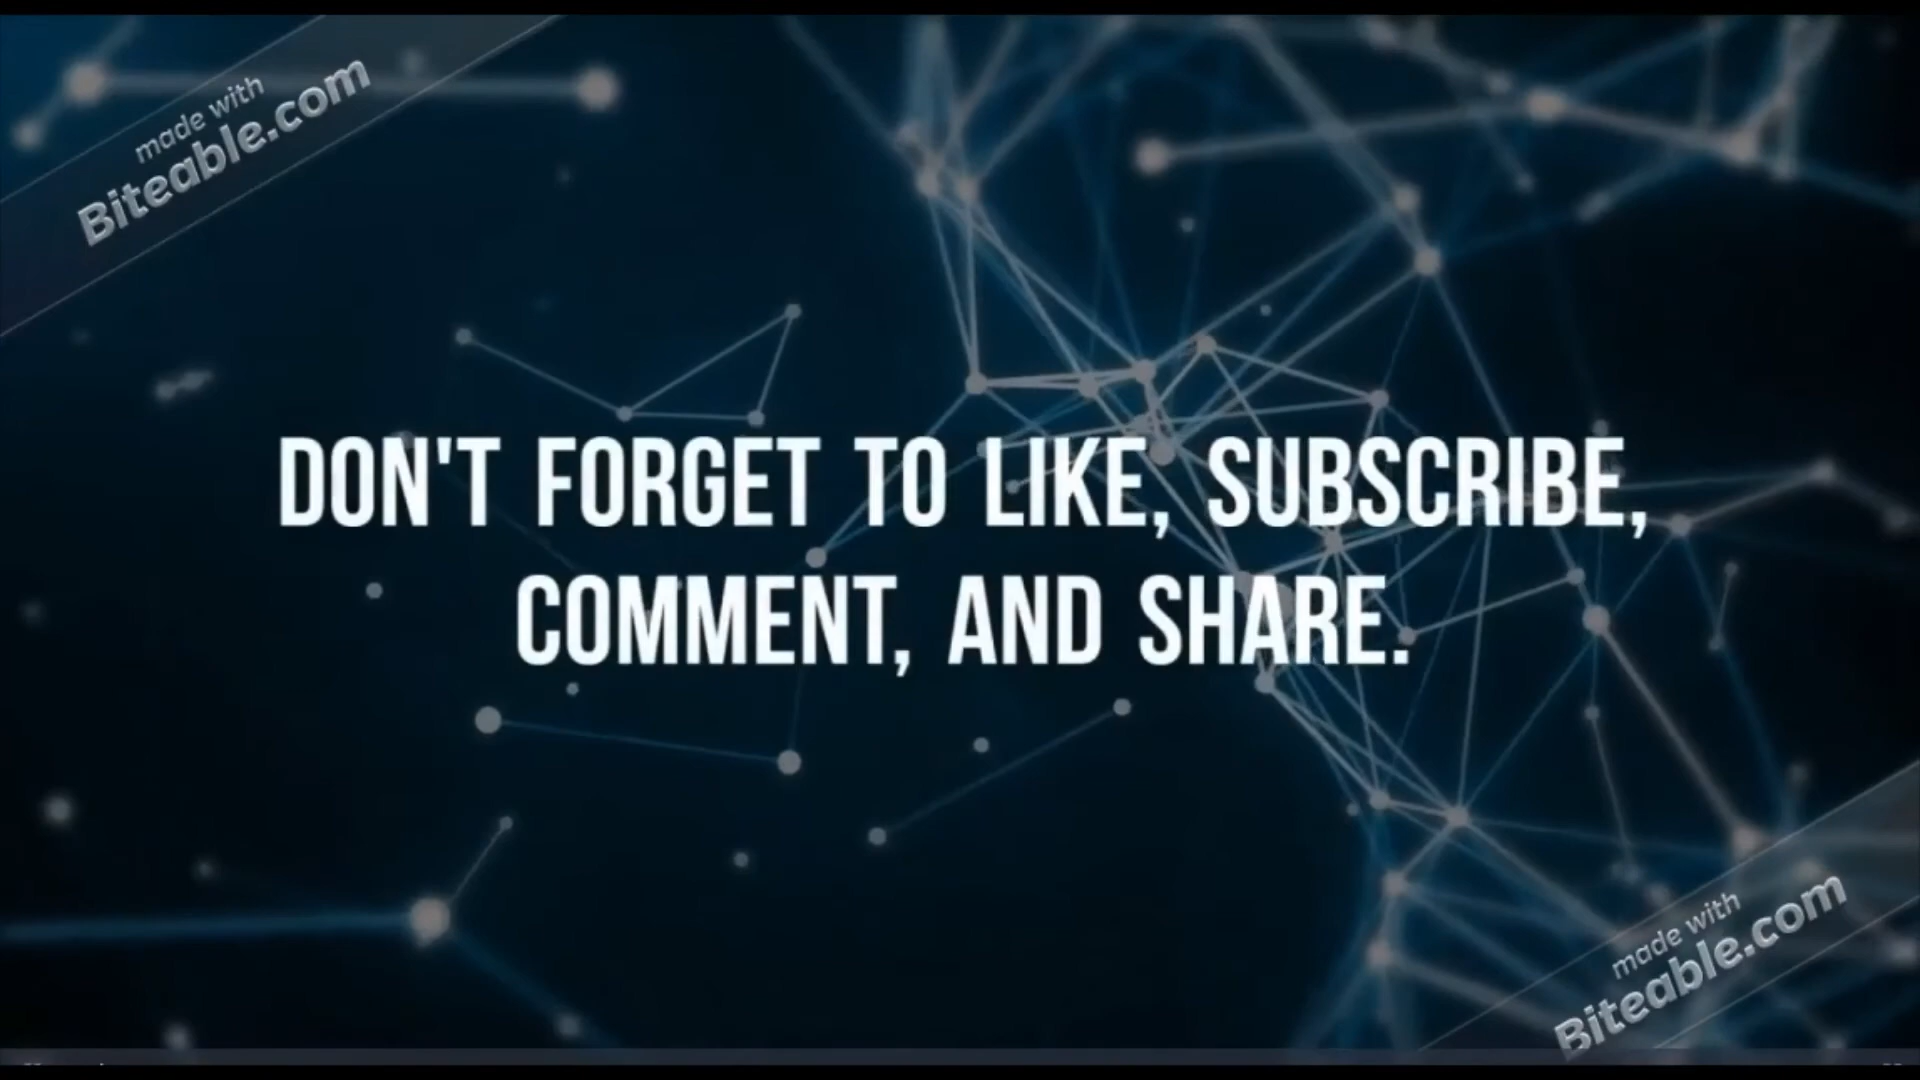 made with
Biteable.com
DON'T FORGET TO LIKE, SUBSCRIBE,
COMMENT, AND SHARE.
made with
Biteable.com